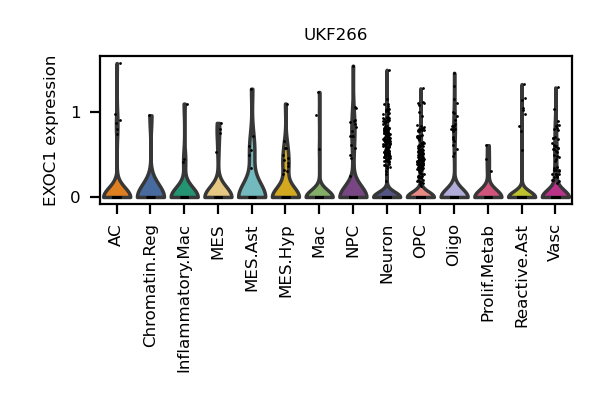 UKF266
EXOC1 expression
1
0
AC
Chromatin.Reg
Inflammatory.Mac
MES
MES.Ast
MES.Hyp
Mac
NPC
Neuron
OPC
Oligo
Prolif.Metab
Reactive.Ast
Vasc